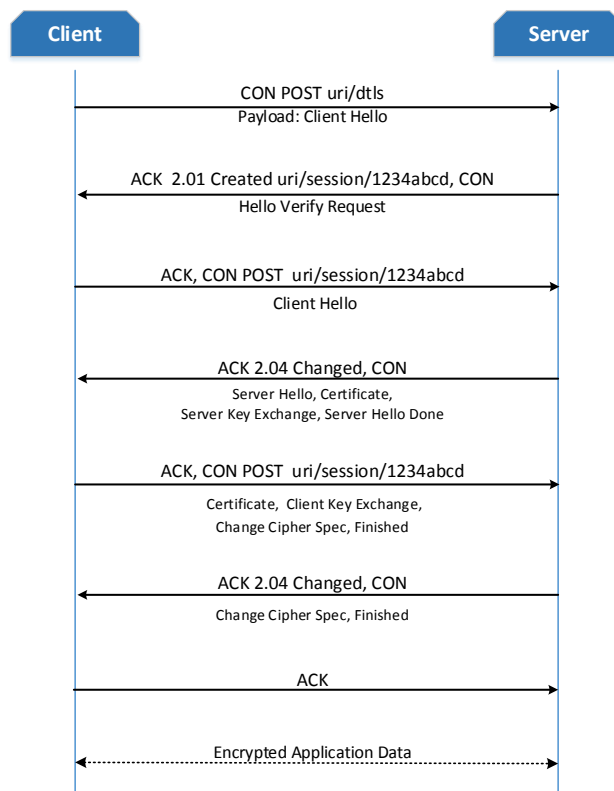 Client
Server
CON POST uri/dtls
Payload: Client Hello
ACK  2.01 Created uri/session/1234abcd, CON
Hello Verify Request
ACK, CON POST  uri/session/1234abcd
Client Hello
ACK 2.04 Changed, CON
Server Hello, Certificate,
Server Key Exchange, Server Hello Done
ACK, CON POST  uri/session/1234abcd
Certificate,  Client Key Exchange,
Change Cipher Spec, Finished
ACK 2.04 Changed, CON
Change Cipher Spec, Finished
ACK
Encrypted Application Data